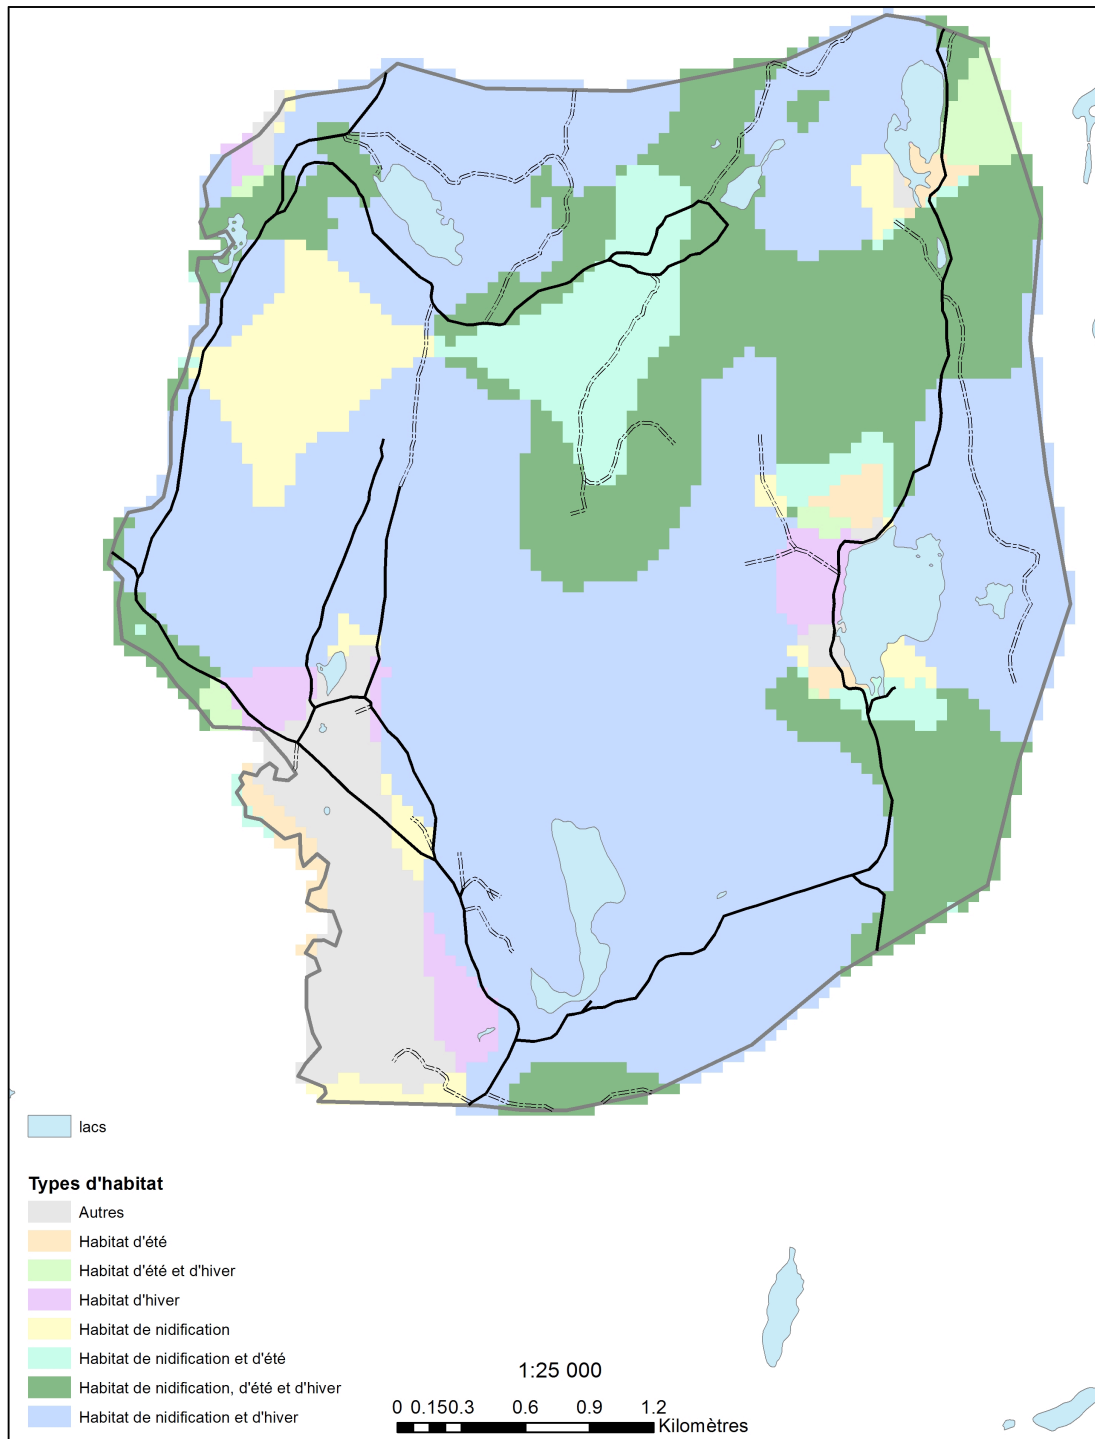 lacs
Types d'habitat
Autres
Habitat d'été
Habitat d'été et d'hiver
Habitat d'hiver
Habitat de nidification
Habitat de nidification et d'été
Habitat de nidification, d'été et d'hiver
Habitat de nidification et d'hiver
1:25 000
0 0.150.3 0.6 0.9 1.2
Kilomètres